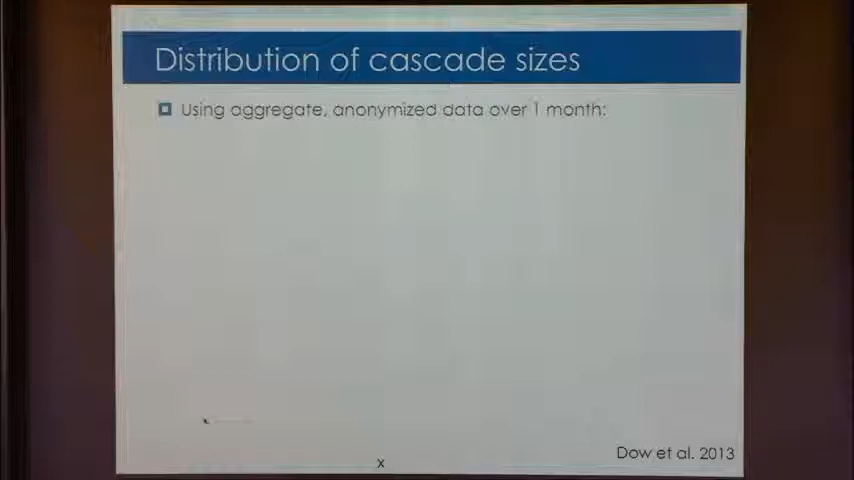 Distribution of cascade sizes
Using aggregate, anonymized data over 1 month:
Dow et al. 2013
x